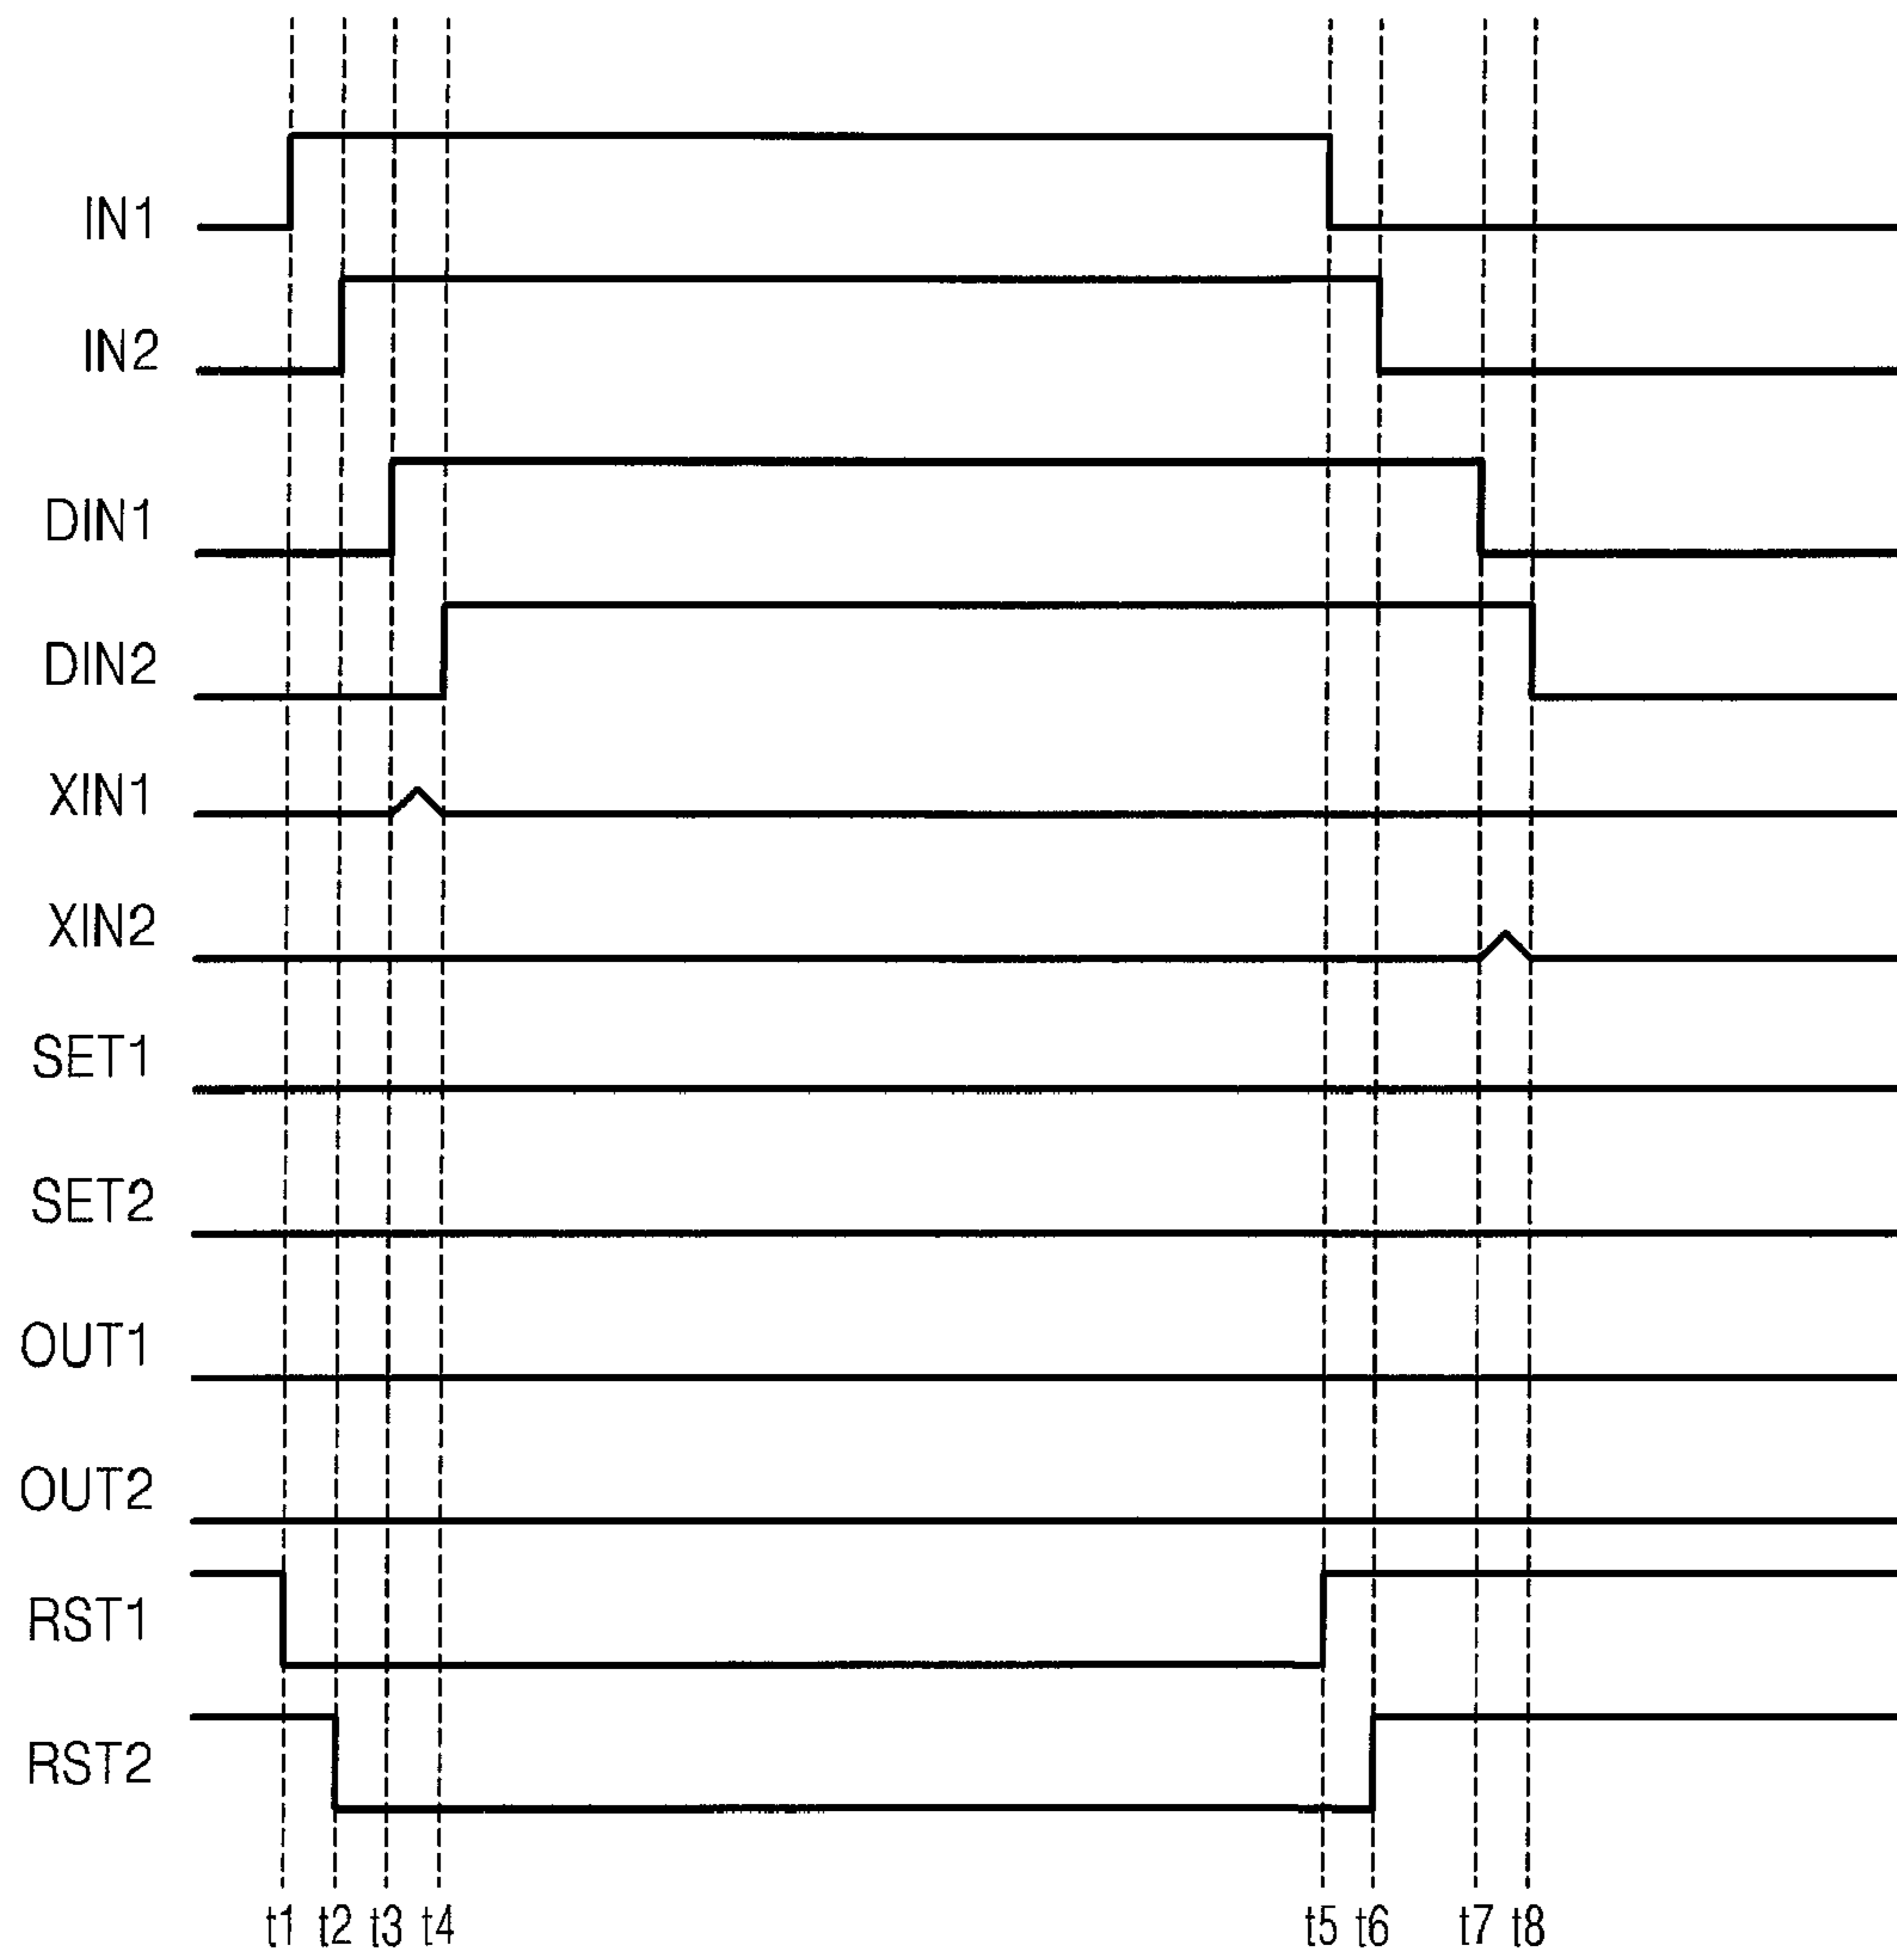 IN1
IN2
DIN1
DIN2
XIN1
XIN2
SET1
SET2
OUT1
OUT2
RST1
RST2
t1 t2 t3 t4 t5 t6 t7 t8